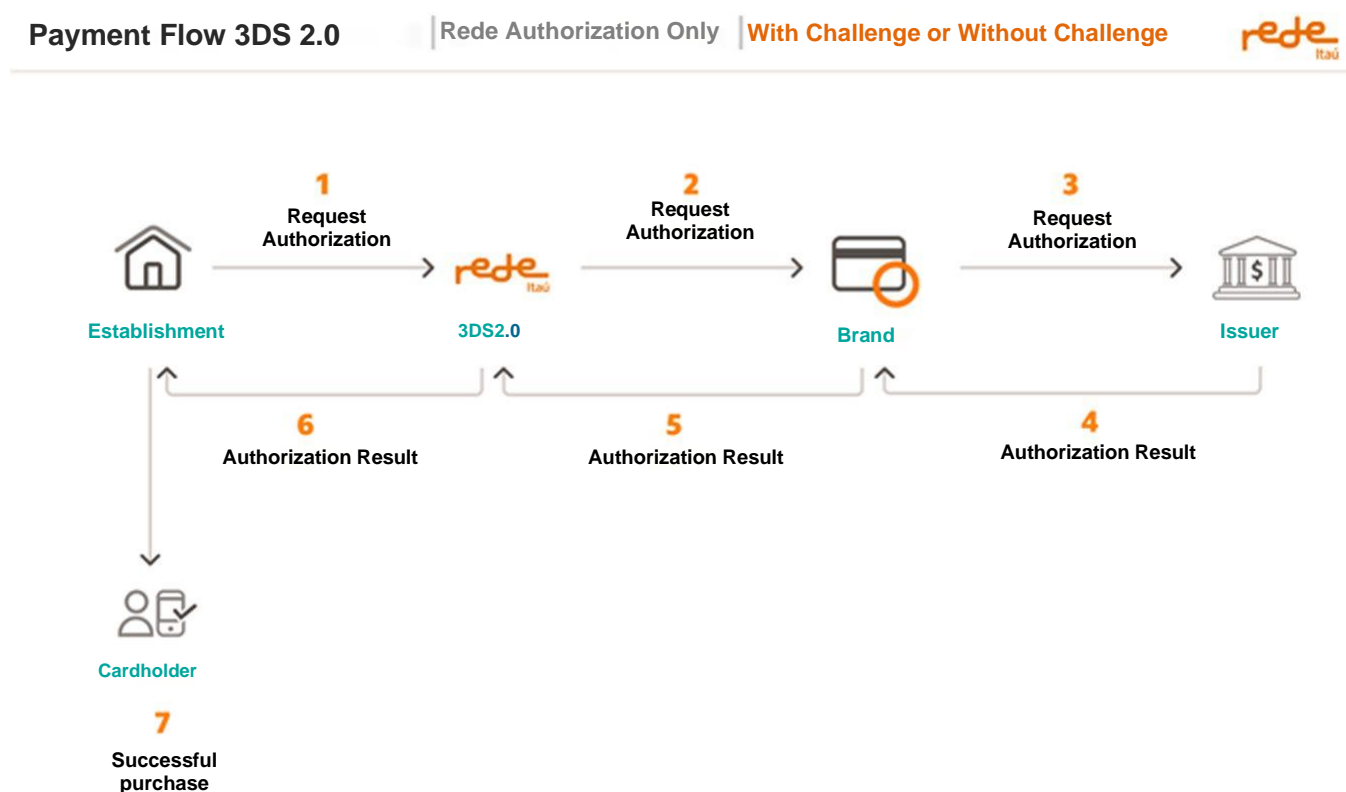 Payment Flow 3DS 2.0
Rede Authorization Only
With Challenge or Without Challenge
rede
Itaú
1
Request
Authorization
2
Request
Authorization
3
Request
Authorization
rede
Itaú
$
Establishment
3DS2.0
Brand
Issuer
6
Authorization Result
5
Authorization Result
4
Authorization Result
Cardholder
7
Successful
purchase